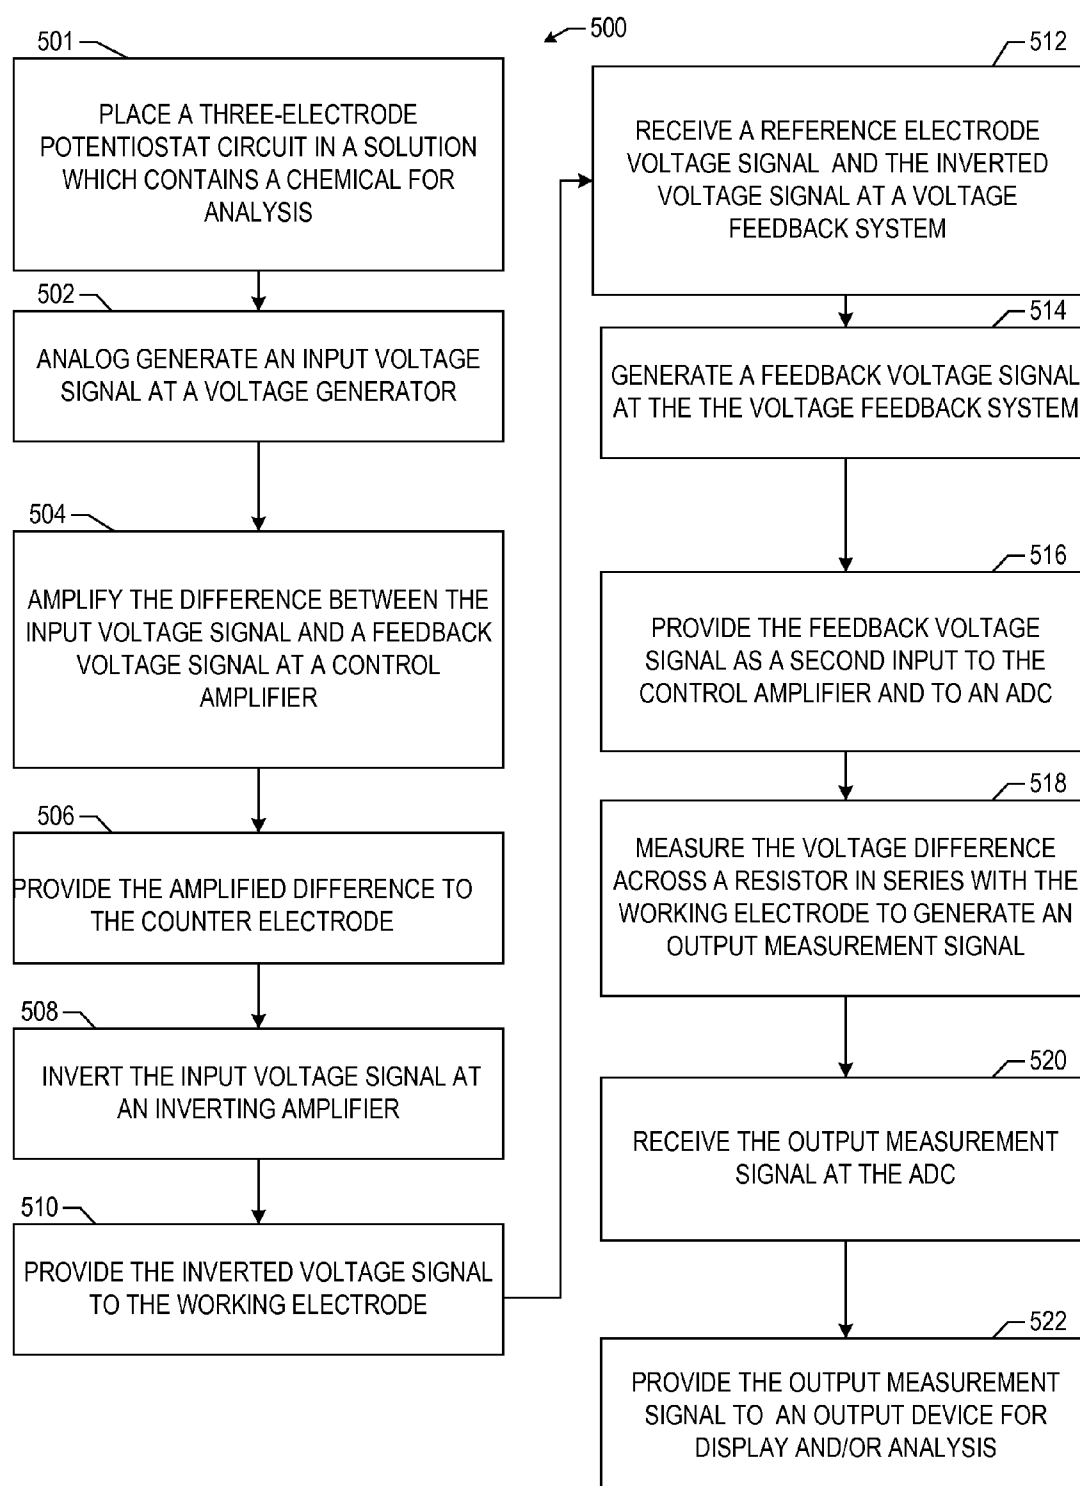 500
501
PLACE A THREE-ELECTRODE
POTENTIOSTAT CIRCUIT IN A SOLUTION
WHICH CONTAINS A CHEMICAL FOR
ANALYSIS
502
ANALOG GENERATE AN INPUT VOLTAGE
SIGNAL AT A VOLTAGE GENERATOR
504
AMPLIFY THE DIFFERENCE BETWEEN THE
INPUT VOLTAGE SIGNAL AND A FEEDBACK
VOLTAGE SIGNAL AT A CONTROL
AMPLIFIER
506
PROVIDE THE AMPLIFIED DIFFERENCE TO
THE COUNTER ELECTRODE
508
INVERT THE INPUT VOLTAGE SIGNAL AT
AN INVERTING AMPLIFIER
510
PROVIDE THE INVERTED VOLTAGE SIGNAL
TO THE WORKING ELECTRODE
512
RECEIVE A REFERENCE ELECTRODE
VOLTAGE SIGNAL AND THE INVERTED
VOLTAGE SIGNAL AT A VOLTAGE
FEEDBACK SYSTEM
514
GENERATE A FEEDBACK VOLTAGE SIGNAL
AT THE THE VOLTAGE FEEDBACK SYSTEM
516
PROVIDE THE FEEDBACK VOLTAGE
SIGNAL AS A SECOND INPUT TO THE
CONTROL AMPLIFIER AND TO AN ADC
518
MEASURE THE VOLTAGE DIFFERENCE
ACROSS A RESISTOR IN SERIES WITH THE
WORKING ELECTRODE TO GENERATE AN
OUTPUT MEASUREMENT SIGNAL
520
RECEIVE THE OUTPUT MEASUREMENT
SIGNAL AT THE ADC
522
PROVIDE THE OUTPUT MEASUREMENT
SIGNAL TO AN OUTPUT DEVICE FOR
DISPLAY AND/OR ANALYSIS